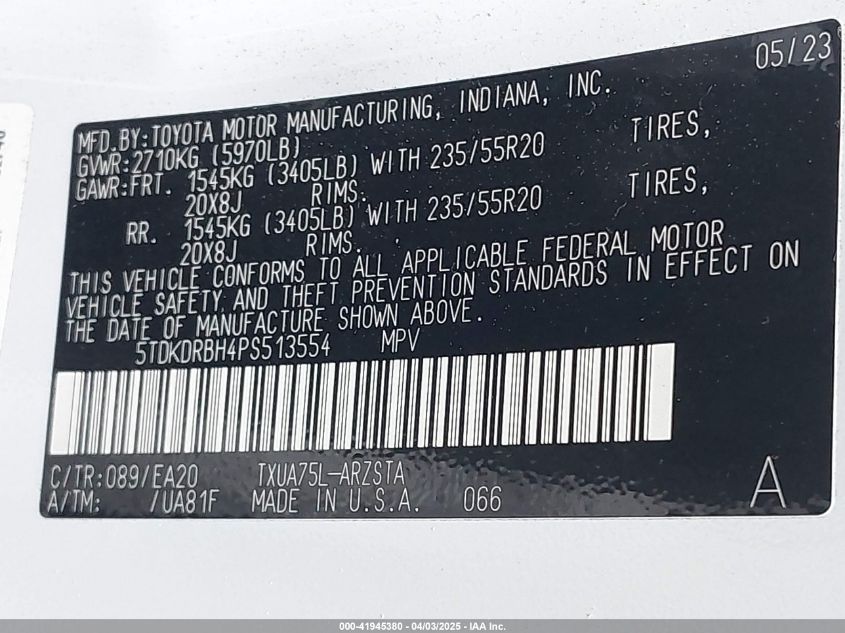 05/23
MFD.BY:TOYOTA MOTOR MANUFACTURING, INDIANA, INC.
GVWR:2710KG (5970LB)
GAWR:FRT. 1545KG (3405LB) WITH 235/55R20 TIRES,
20X8J RIMS.
RR. 1545KG (3405LB) WITH 235/55R20 TIRES,
20X8J RIMS.
THIS VEHICLE CONFORMS TO ALL APPLICABLE FEDERAL MOTOR
VEHICLE SAFETY AND THEFT PREVENTION STANDARDS IN EFFECT ON
THE DATE OF MANUFACTURE SHOWN ABOVE.
5TDKDRBH4PS513554 MPV
C/TR:089/EA20 TXUA75L-ARZSTA
A/TM: /UA81F MADE IN U.S.A. 066
A
000-41945380 - 04/03/2025 - IAA Inc.